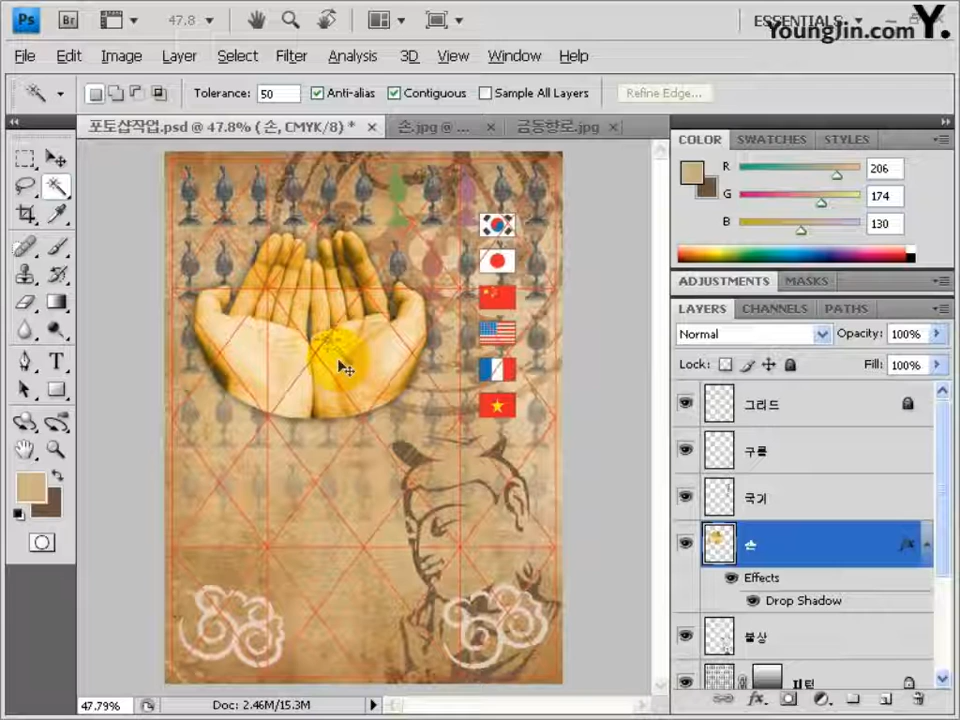 Ps Br 47.8 ESSENTIALS
YoungJin.com Y.
File Edit Image Layer Select Filter Analysis 3D View Window Help
Tolerance: 50 Anti-alias Contiguous Sample All Layers Refine Edge...
포토샵작업.psd @ 47.8% ( 손, CMYK/8) * 손.jpg @ ... 금동향로.jpg
COLOR SWATCHES STYLES
R 206
G 174
B 130
ADJUSTMENTS MASKS
LAYERS CHANNELS PATHS
Normal Opacity: 100%
Lock: Fill: 100%
그리드
구름
국기
손
Effects
Drop Shadow
불상
패턴
47.79% Doc: 2.46M/15.3M